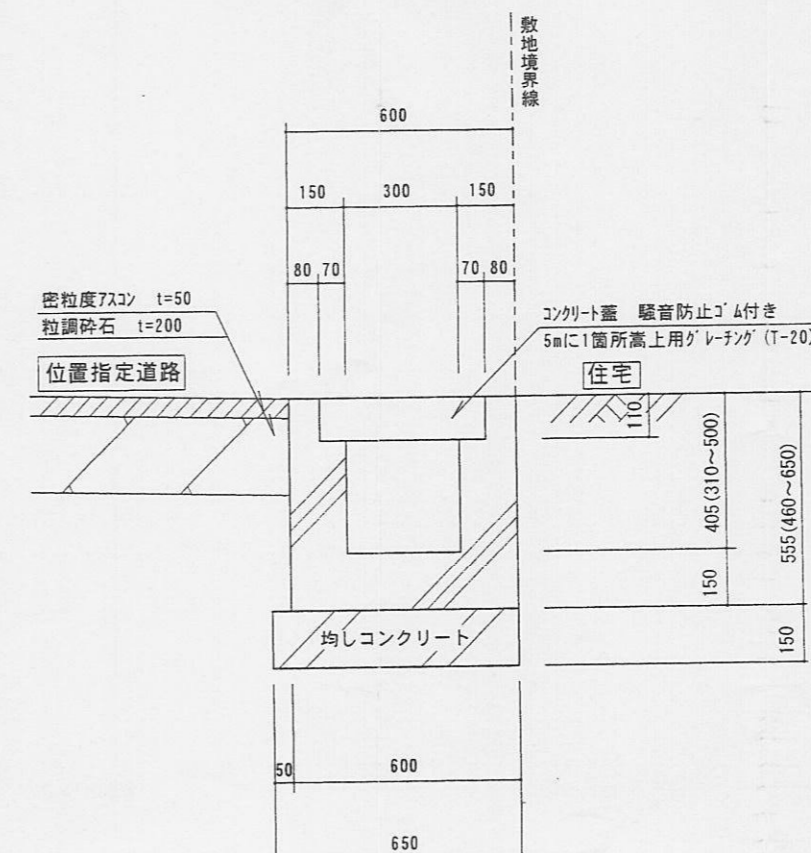 敷地境界線
600
150
300
150
80
70
70
80
密粒度アスコン t=50
粒調砕石 t=200
位置指定道路
コンクリート蓋 騒音防止ゴム付き
5mに1箇所嵩上用グレーチング(T-20)
住宅
110
405(310~500)
555(460~650)
150
150
均しコンクリート
50
600
650